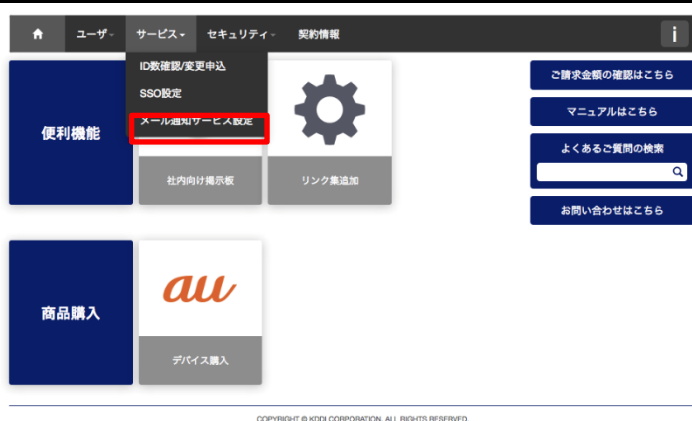 ユーザ
サービス
セキュリティ
契約情報
i
ID数確認/変更申込
SSO設定
メール通知サービス設定
便利機能
社内向け掲示板
リンク集追加
ご請求金額の確認はこちら
マニュアルはこちら
よくあるご質問の検索
お問い合わせはこちら
商品購入
au
デバイス購入
COPYRIGHT © KDDI CORPORATION, ALL RIGHTS RESERVED.